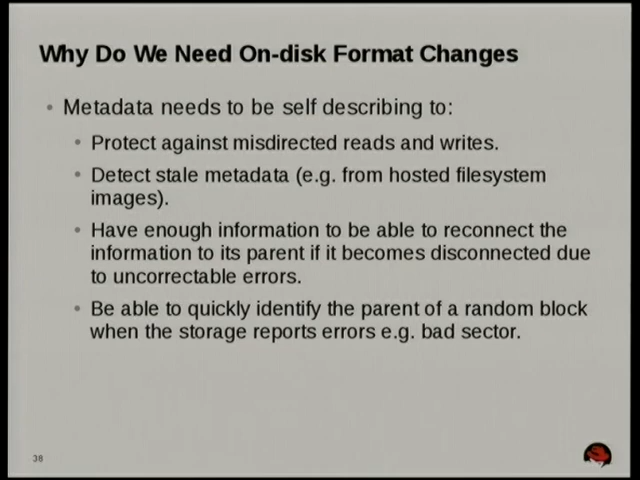 Why Do We Need On-disk Format Changes
• Metadata needs to be self describing to:
• Protect against misdirected reads and writes.
• Detect stale metadata (e.g. from hosted filesystem
images).
• Have enough information to be able to reconnect the
information to its parent if it becomes disconnected due
to uncorrectable errors.
• Be able to quickly identify the parent of a random block
when the storage reports errors e.g. bad sector.
38